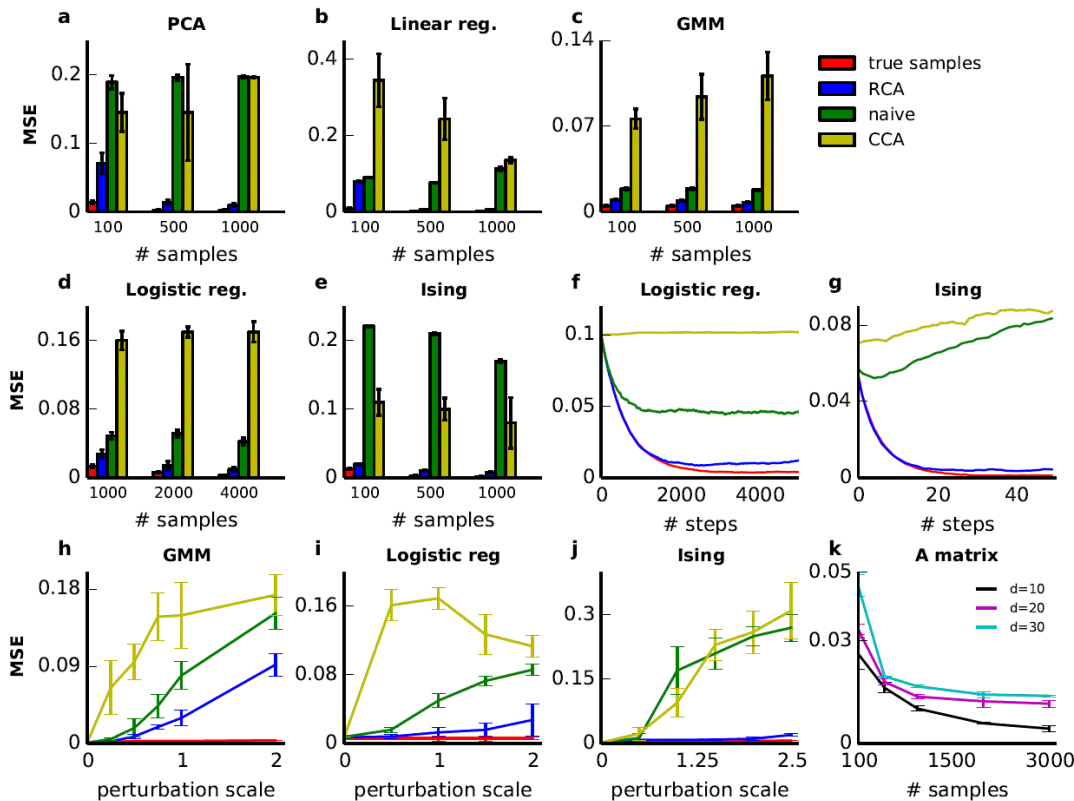 a PCA
MSE
0.2
0.1
0
100 500 1000
# samples
b Linear reg.
0.4
0.2
0
100 500 1000
# samples
c GMM
0.14
0.07
0
100 500 1000
# samples
true samples
RCA
naive
CCA
d Logistic reg.
MSE
0.16
0.08
0
1000 2000 4000
# samples
e Ising
0.2
0.1
0
100 500 1000
# samples
f Logistic reg.
0.1
0.05
0
0 2000 4000
# steps
g Ising
0.08
0.04
0
0 20 40
# steps
h GMM
MSE
0.18
0.09
0
0 1 2
perturbation scale
i Logistic reg
0.16
0.08
0
0 1 2
perturbation scale
j Ising
0.3
0.15
0
0 1.25 2.5
perturbation scale
k A matrix
0.05
0.03
0
100 1500 3000
# samples
d=10
d=20
d=30